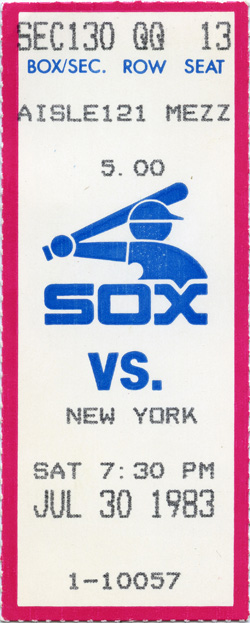 SEC130 QQ 13
BOX/SEC. ROW SEAT
AISLE121 MEZZ
5.00
SOX
VS.
NEW YORK
SAT 7:30 PM
JUL 30 1983
1-10057